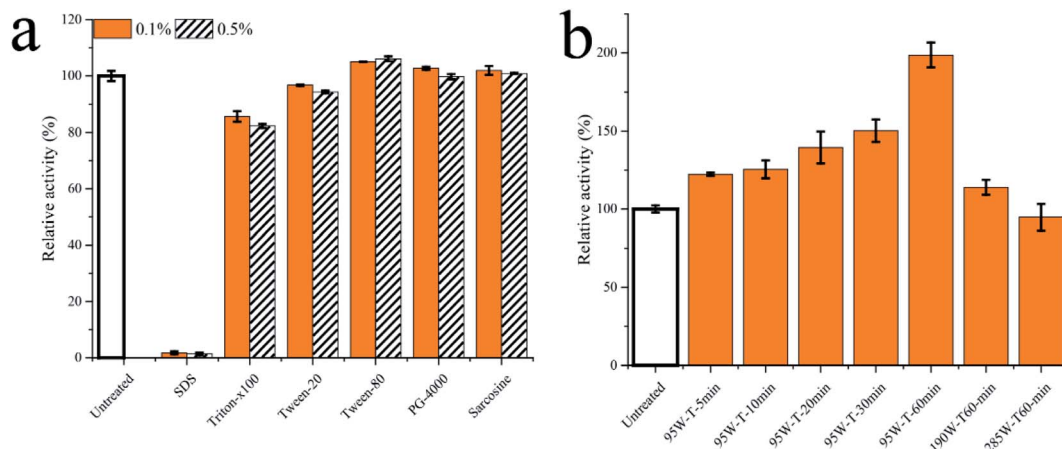 a
0.1% 0.5%
Relative activity (%)
120
100
80
60
40
20
0
Untreated
SDS
Triton-x100
Tween-20
Tween-80
PG-4000
Sarcosine
b
Relative activity (%)
200
150
100
50
0
Untreated
95W-T-5min
95W-T-10min
95W-T-20min
95W-T-30min
95W-T-60min
190W-T60-min
285W-T60-min